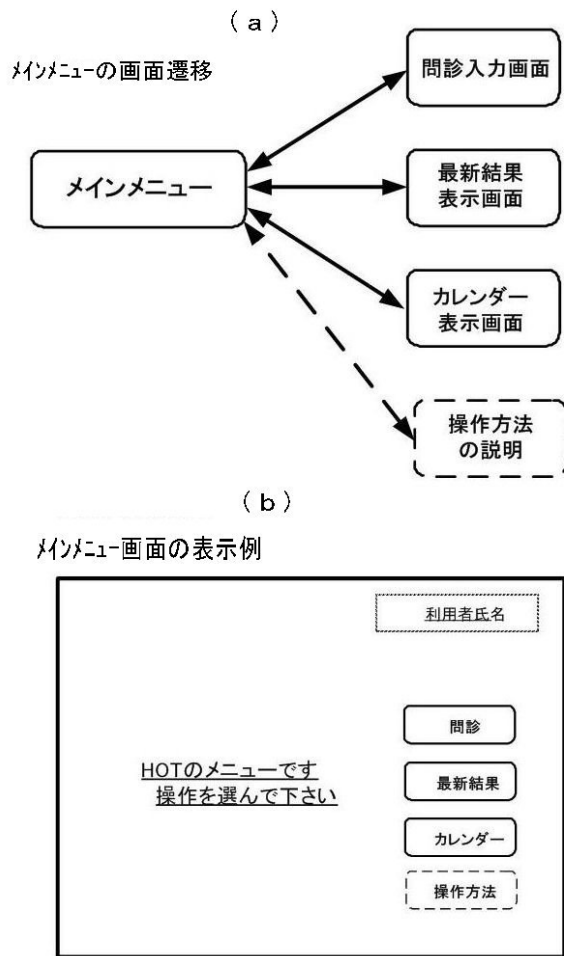 (a)
ﾒｲﾝﾒﾆｭｰの画面遷移
問診入力画面
メインメニュー
最新結果
表示画面
カレンダー
表示画面
操作方法
の説明
(b)
ﾒｲﾝﾒﾆｭｰ画面の表示例
利用者氏名
問診
HOTのメニューです
操作を選んで下さい
最新結果
カレンダー
操作方法